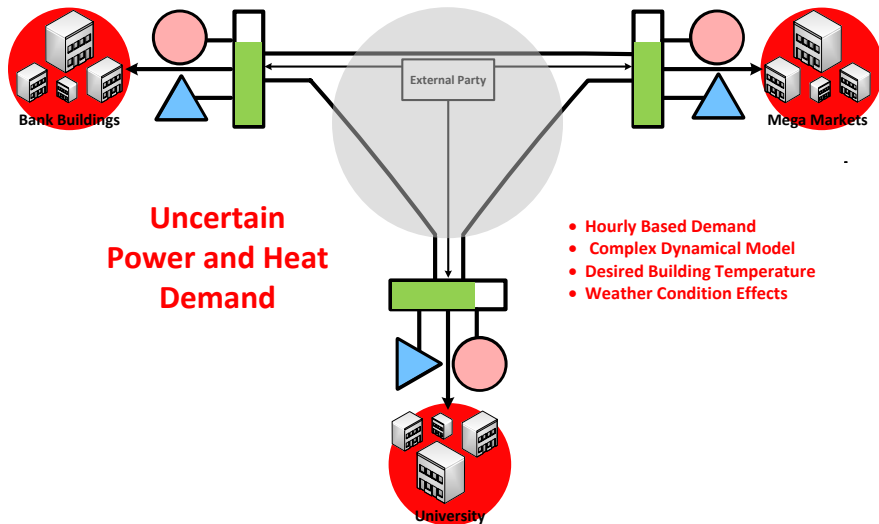 External Party
Bank Buildings
Mega Markets
-
Uncertain
Power and Heat
Demand
• Hourly Based Demand
• Complex Dynamical Model
• Desired Building Temperature
• Weather Condition Effects
University